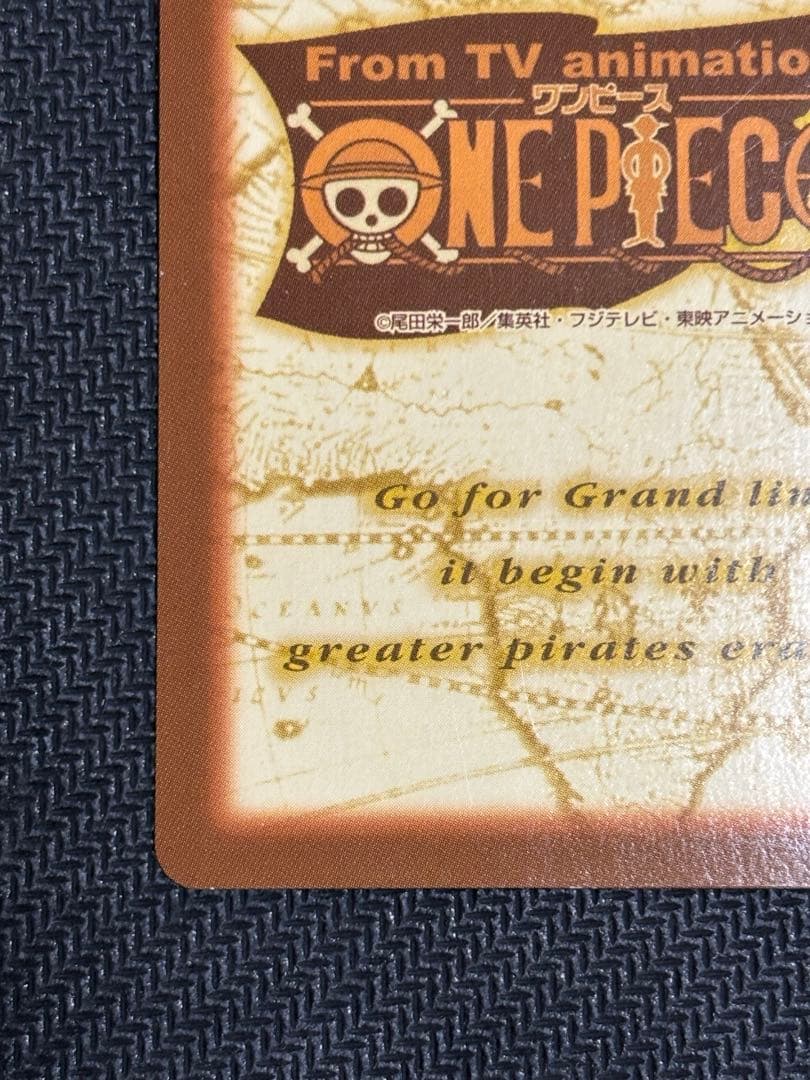 From TV animatio
ワンピース
ONE PIECE
©尾田栄一郎／集英社・フジテレビ・東映アニメーショ
Go for Grand lin
it begin with
greater pirates era
OCEANVS